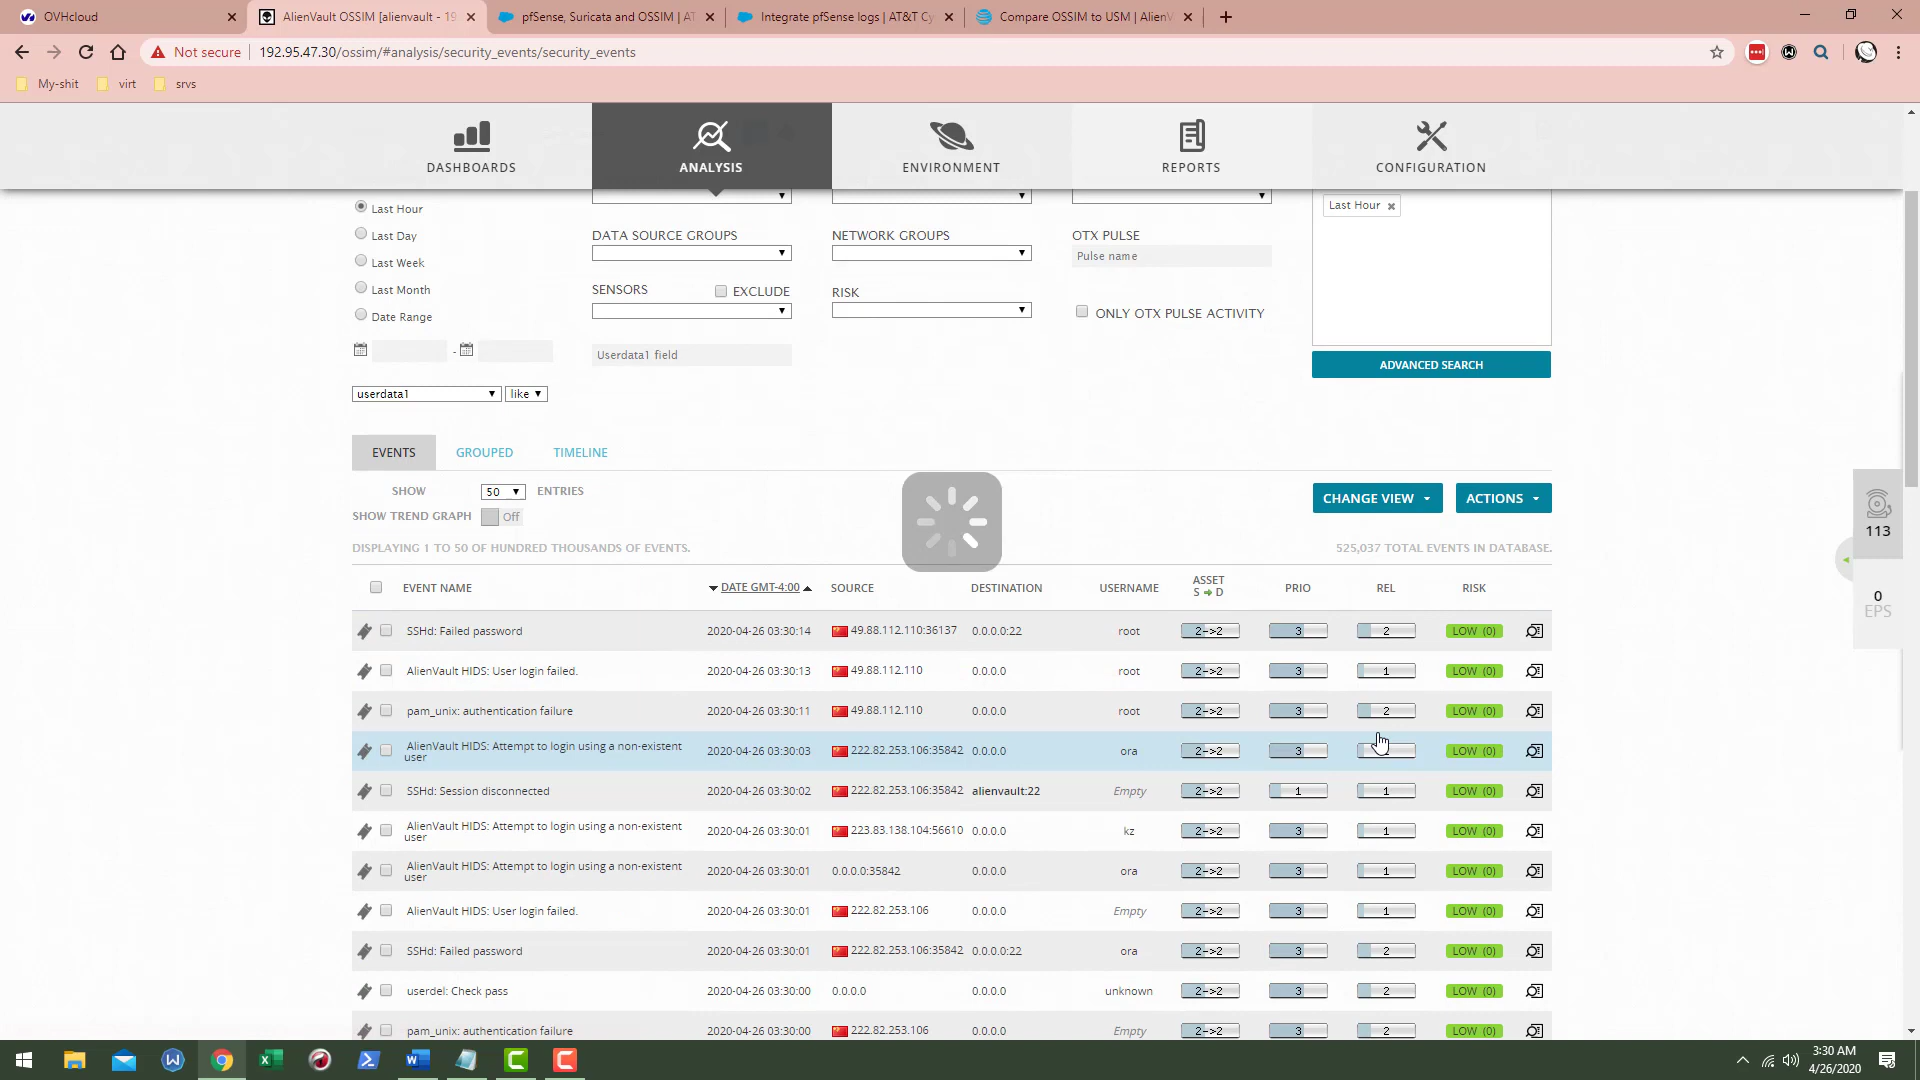 OVHcloud
AlienVault OSSIM [alienvault - 19
pfSense, Suricata and OSSIM | AT
Integrate pfSense logs | AT&T Cy
Compare OSSIM to USM | AlienV
Not secure
192.95.47.30/ossim/#analysis/security_events/security_events
My-shit
virt
srvs
DASHBOARDS
ANALYSIS
ENVIRONMENT
REPORTS
CONFIGURATION
Last Hour
Last Hour
Last Day
DATA SOURCE GROUPS
NETWORK GROUPS
OTX PULSE
Pulse name
Last Week
Last Month
SENSORS
EXCLUDE
RISK
Date Range
ONLY OTX PULSE ACTIVITY
-
Userdata1 field
ADVANCED SEARCH
userdata1
like
EVENTS
GROUPED
TIMELINE
SHOW 50 ENTRIES
CHANGE VIEW
ACTIONS
SHOW TREND GRAPH Off
113
DISPLAYING 1 TO 50 OF HUNDRED THOUSANDS OF EVENTS.
525,037 TOTAL EVENTS IN DATABASE.
0
EPS
EVENT NAME DATE GMT-4:00 SOURCE DESTINATION USERNAME ASSET S D PRIO REL RISK
SSHd: Failed password 2020-04-26 03:30:14 49.88.112.110:36137 0.0.0.0:22 root 2->2 3 2 LOW (0)
AlienVault HIDS: User login failed. 2020-04-26 03:30:13 49.88.112.110 0.0.0.0 root 2->2 3 1 LOW (0)
pam_unix: authentication failure 2020-04-26 03:30:11 49.88.112.110 0.0.0.0 root 2->2 3 2 LOW (0)
AlienVault HIDS: Attempt to login using a non-existent
user 2020-04-26 03:30:03 222.82.253.106:35842 0.0.0.0 ora 2->2 3 LOW (0)
SSHd: Session disconnected 2020-04-26 03:30:02 222.82.253.106:35842 alienvault:22 Empty 2->2 1 1 LOW (0)
AlienVault HIDS: Attempt to login using a non-existent
user 2020-04-26 03:30:01 223.83.138.104:56610 0.0.0.0 kz 2->2 3 1 LOW (0)
AlienVault HIDS: Attempt to login using a non-existent
user 2020-04-26 03:30:01 0.0.0.0:35842 0.0.0.0 ora 2->2 3 1 LOW (0)
AlienVault HIDS: User login failed. 2020-04-26 03:30:01 222.82.253.106 0.0.0.0 Empty 2->2 3 1 LOW (0)
SSHd: Failed password 2020-04-26 03:30:01 222.82.253.106:35842 0.0.0.0:22 ora 2->2 3 2 LOW (0)
userdel: Check pass 2020-04-26 03:30:00 0.0.0.0 0.0.0.0 unknown 2->2 3 2 LOW (0)
pam_unix: authentication failure 2020-04-26 03:30:00 222.82.253.106 0.0.0.0 Empty 2->2 3 2 LOW (0)
3:30 AM
4/26/2020